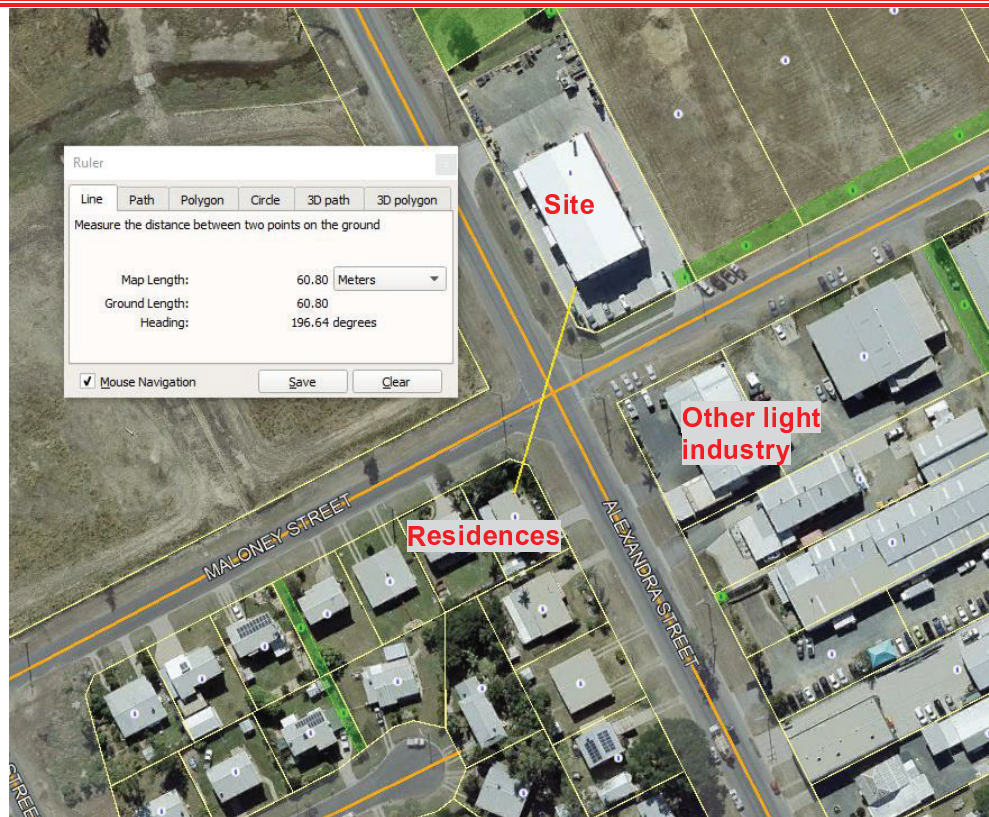 Ruler
Line Path Polygon Circle 3D path 3D polygon
Measure the distance between two points on the ground
Map Length: 60.80 Meters
Ground Length: 60.80
Heading: 196.64 degrees
Mouse Navigation Save Clear
Site
Other light
industry
Residences
MALONEY STREET
ALEXANDRA STREET
STREE